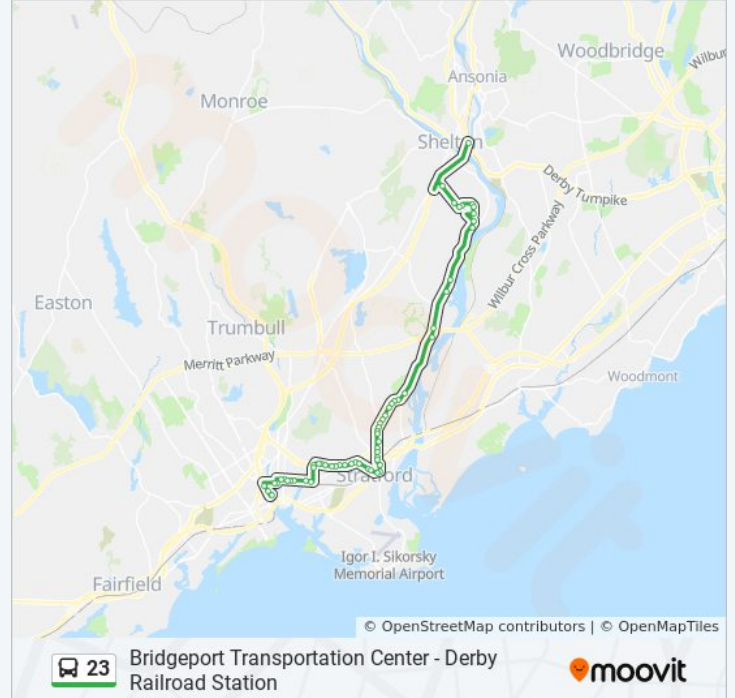 Woodbridge
Wilbur
Ansonia
Monroe
Shelton
Derby Turnpike
Wilbur Cross Parkway
Easton
Trumbull
Merritt Parkway
Woodmont
Stratford
Igor I. Sikorsky
Memorial Airport
Fairfield
© OpenStreetMap contributors | © OpenMapTiles
23
Bridgeport Transportation Center - Derby
Railroad Station
moovit